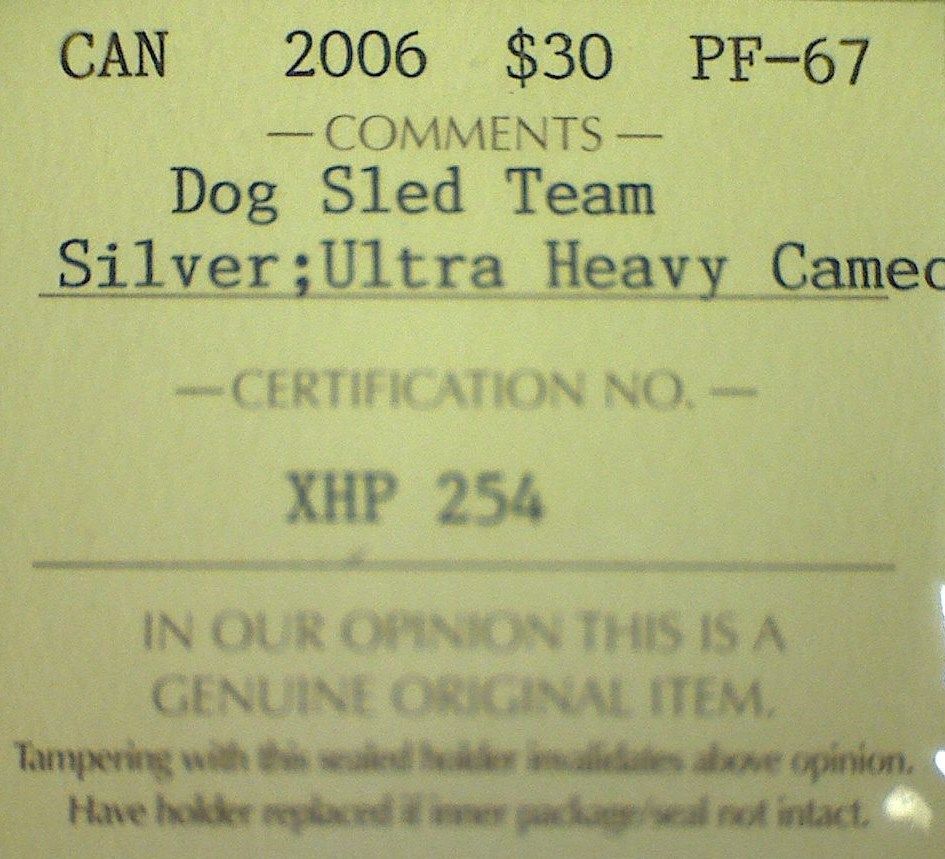 CAN 2006 $30 PF-67
— COMMENTS —
Dog Sled Team
Silver;Ultra Heavy Cameo
— CERTIFICATION NO. —
XHP 254
IN OUR OPINION THIS IS A
GENUINE ORIGINAL ITEM.
Tampering with this sealed holder invalidates above opinion.
Have holder replaced if inner package/seal not intact.